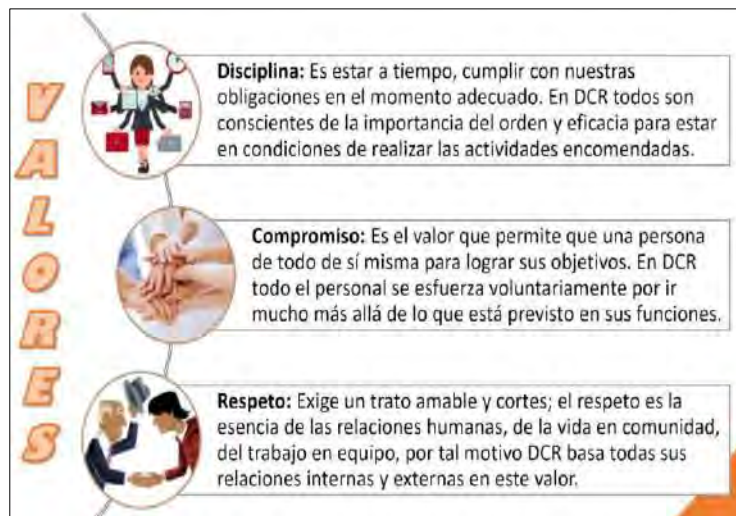 VALORES
Disciplina: Es estar a tiempo, cumplir con nuestras
obligaciones en el momento adecuado. En DCR todos son
conscientes de la importancia del orden y eficacia para estar
en condiciones de realizar las actividades encomendadas.
Compromiso: Es el valor que permite que una persona
de todo de sí misma para lograr sus objetivos. En DCR
todo el personal se esfuerza voluntariamente por ir
mucho más allá de lo que está previsto en sus funciones.
Respeto: Exige un trato amable y cortes; el respeto es la
esencia de las relaciones humanas, de la vida en comunidad,
del trabajo en equipo, por tal motivo DCR basa todas sus
relaciones internas y externas en este valor.